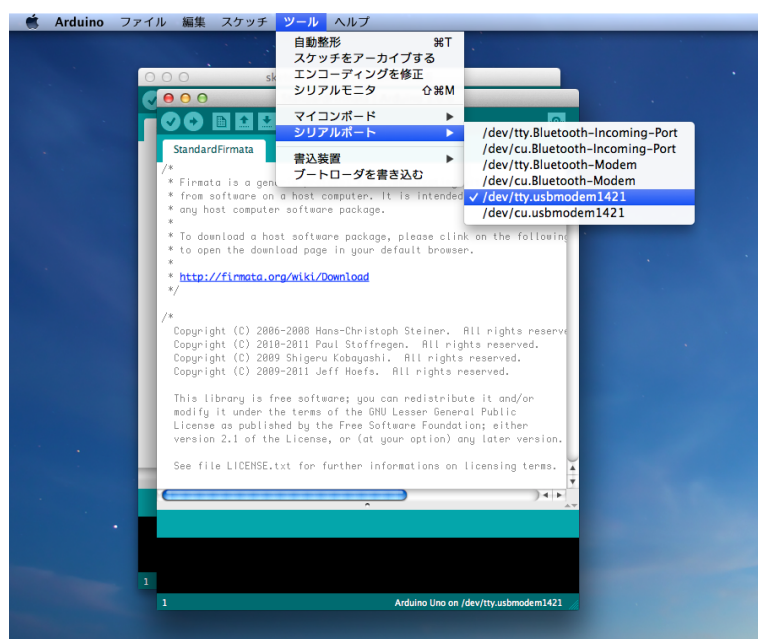 Arduino ファイル 編集 スケッチ ツール ヘルプ
自動整形 ⌘T
スケッチをアーカイブする
エンコーディングを修正
シリアルモニタ ⇧⌘M
マイコンボード ▶
シリアルポート ▶
書込装置 ▶
ブートローダを書き込む
/dev/tty.Bluetooth-Incoming-Port
/dev/cu.Bluetooth-Incoming-Port
/dev/tty.Bluetooth-Modem
/dev/cu.Bluetooth-Modem
✓ /dev/tty.usbmodem1421
/dev/cu.usbmodem1421
sk
StandardFirmata
/*
* Firmata is a gen
* from software on a host computer. It is intended
* any host computer software package.
*
* To download a host software package, please clink on the following
* to open the download page in your default browser.
*
* http://firmata.org/wiki/Download
*/
/*
Copyright (C) 2006-2008 Hans-Christoph Steiner. All rights reserve
Copyright (C) 2010-2011 Paul Stoffregen. All rights reserved.
Copyright (C) 2009 Shigeru Kobayashi. All rights reserved.
Copyright (C) 2009-2011 Jeff Hoefs. All rights reserved.
This library is free software; you can redistribute it and/or
modify it under the terms of the GNU Lesser General Public
License as published by the Free Software Foundation; either
version 2.1 of the License, or (at your option) any later version.
See file LICENSE.txt for further informations on licensing terms.
1
1 Arduino Uno on /dev/tty.usbmodem1421